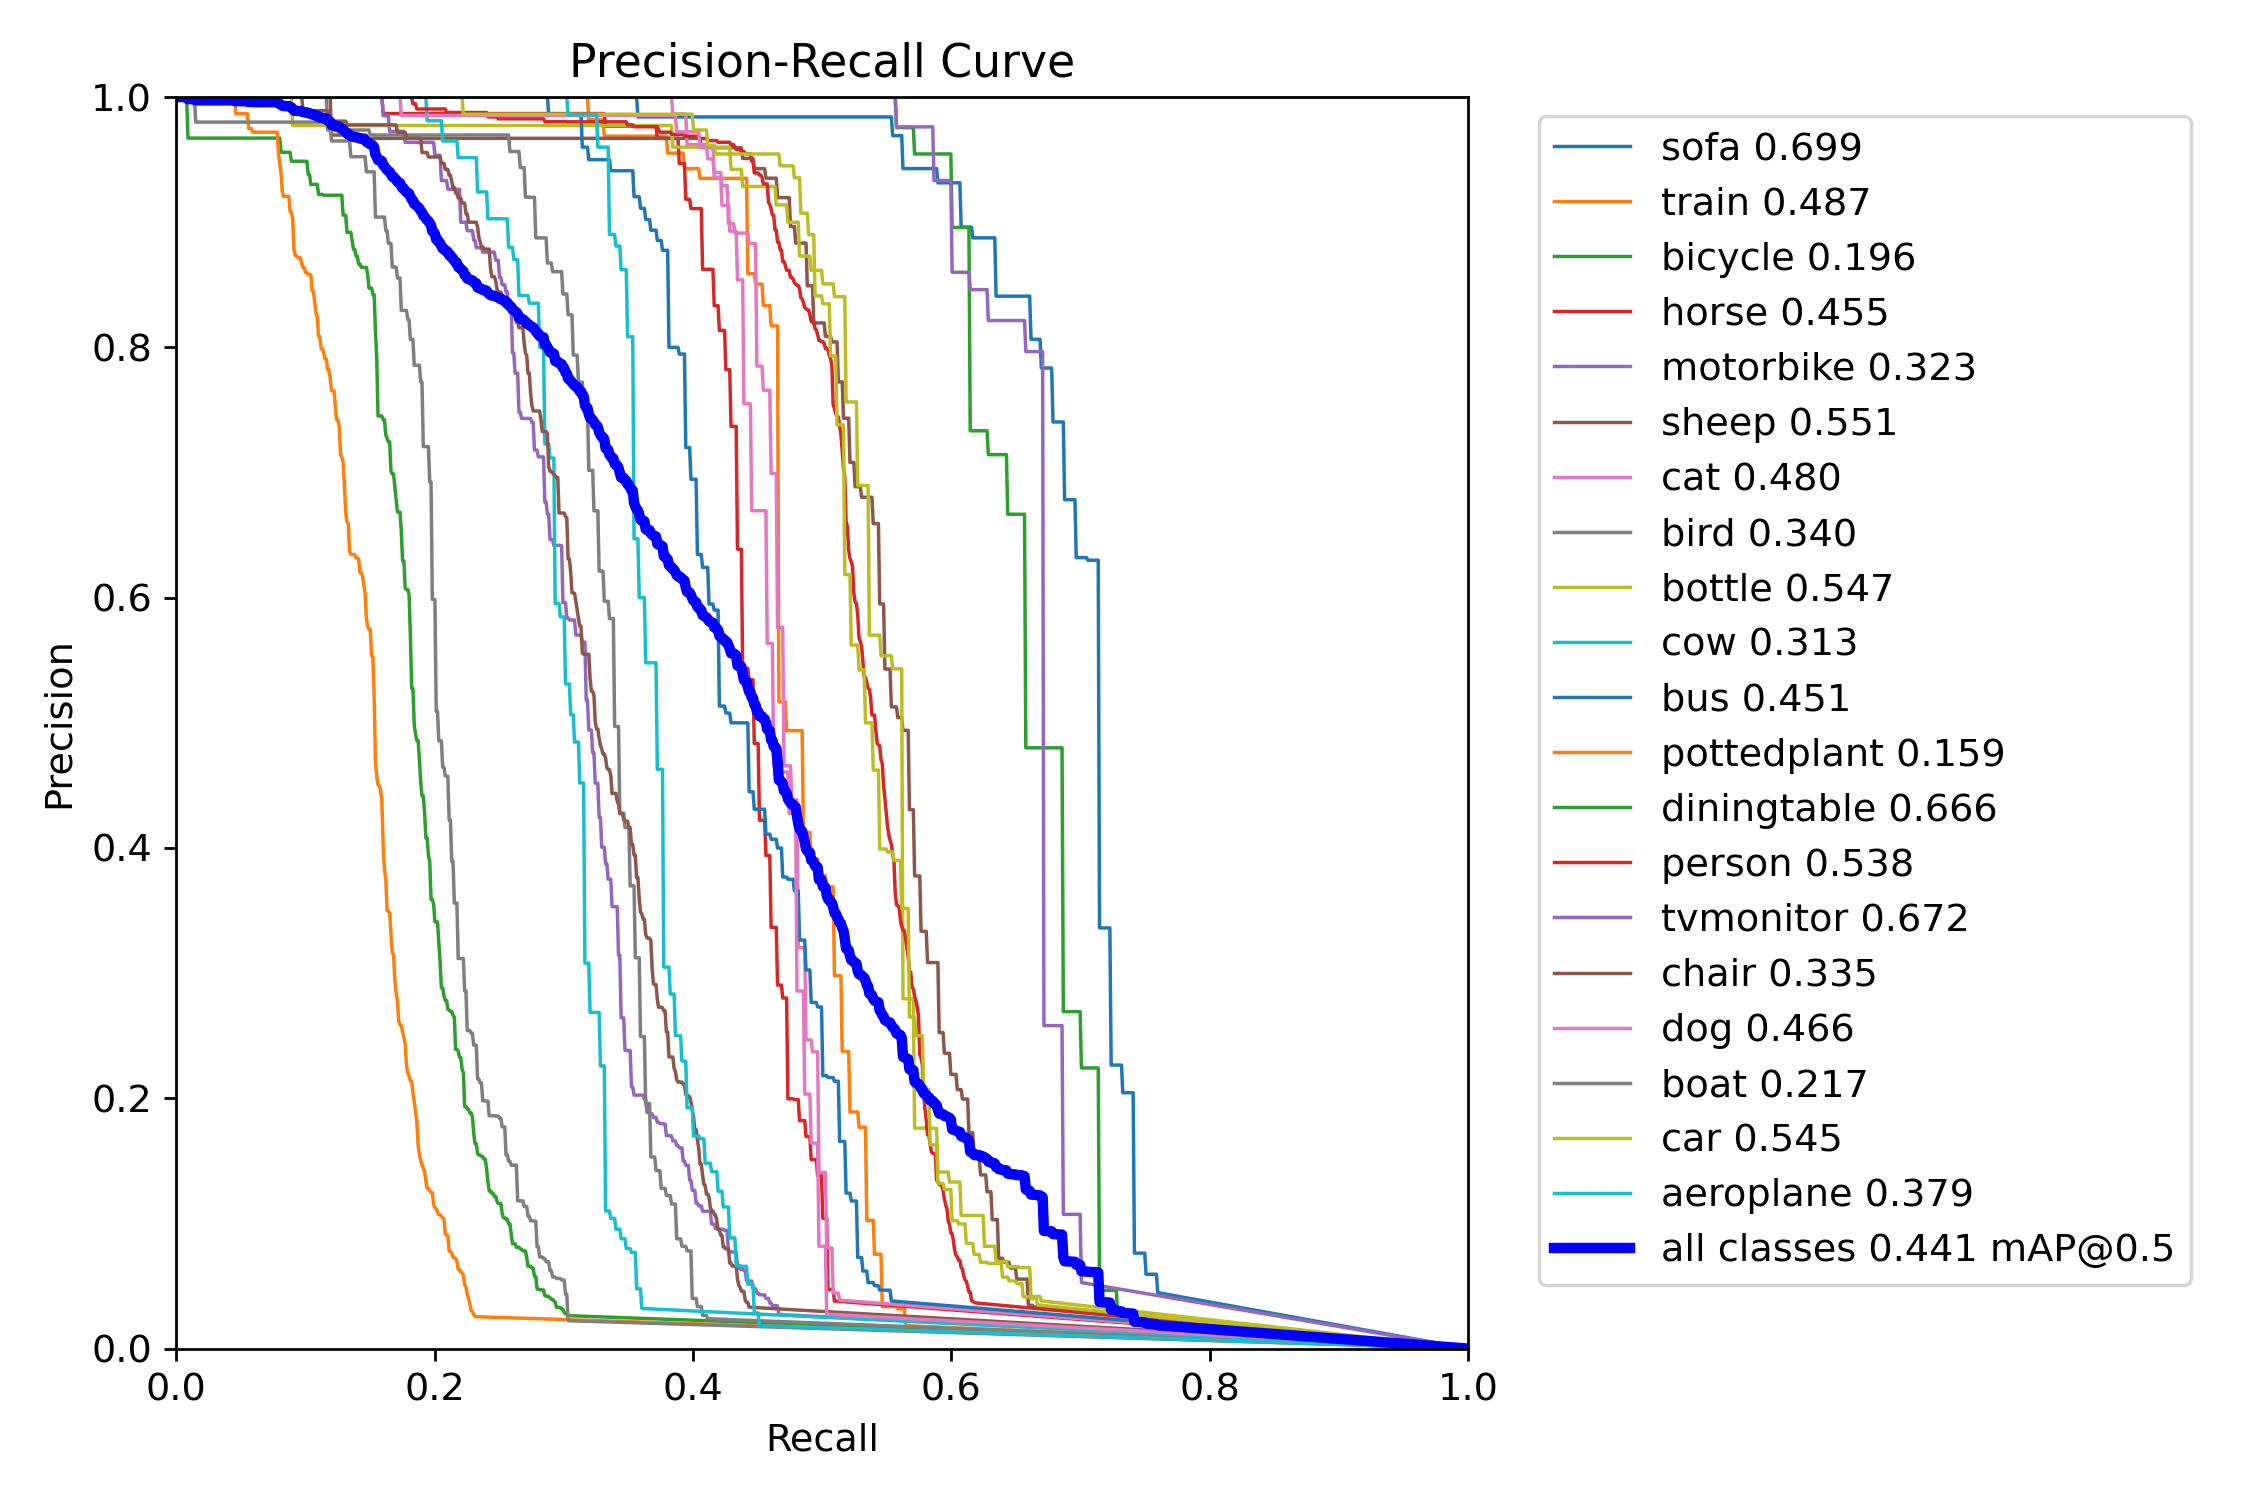 Precision-Recall Curve
1.0
0.8
0.6
0.4
0.2
0.0
Precision
0.0 0.2 0.4 0.6 0.8 1.0
Recall
sofa 0.699
train 0.487
bicycle 0.196
horse 0.455
motorbike 0.323
sheep 0.551
cat 0.480
bird 0.340
bottle 0.547
cow 0.313
bus 0.451
pottedplant 0.159
diningtable 0.666
person 0.538
tvmonitor 0.672
chair 0.335
dog 0.466
boat 0.217
car 0.545
aeroplane 0.379
all classes 0.441 mAP@0.5